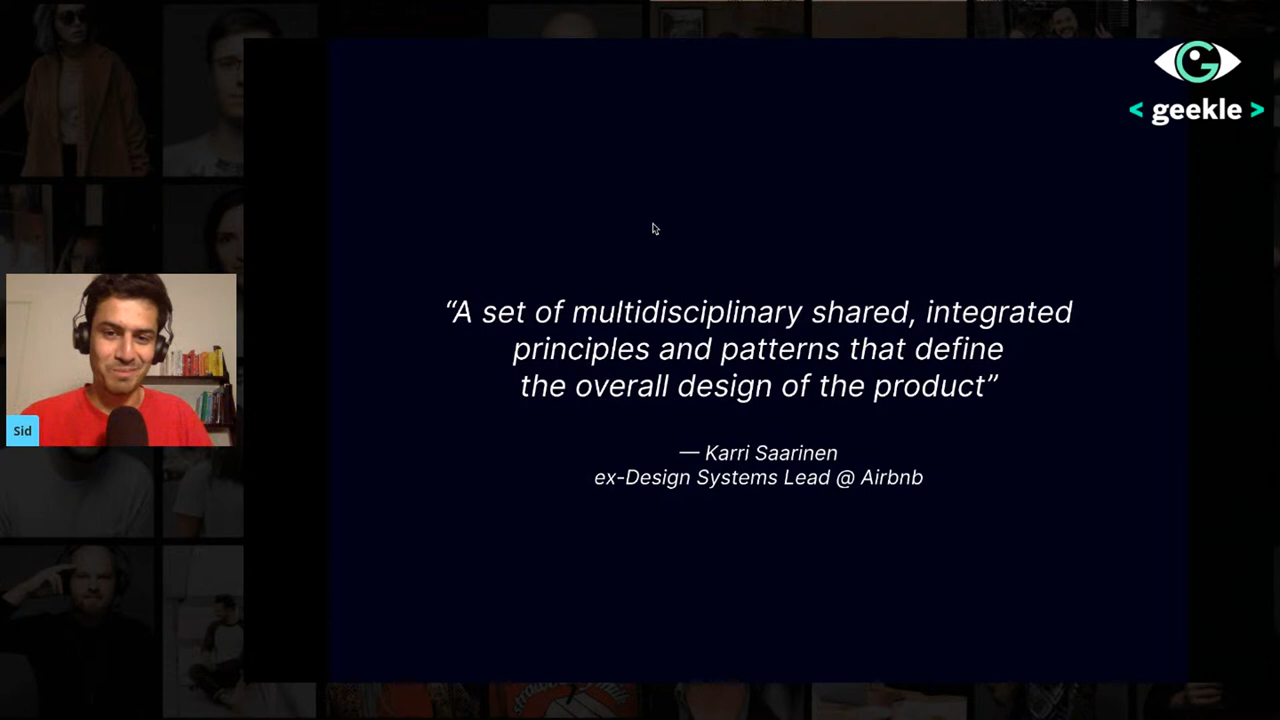 G
< geekle >
“A set of multidisciplinary shared, integrated
principles and patterns that define
the overall design of the product”
— Karri Saarinen
ex-Design Systems Lead @ Airbnb
Sid